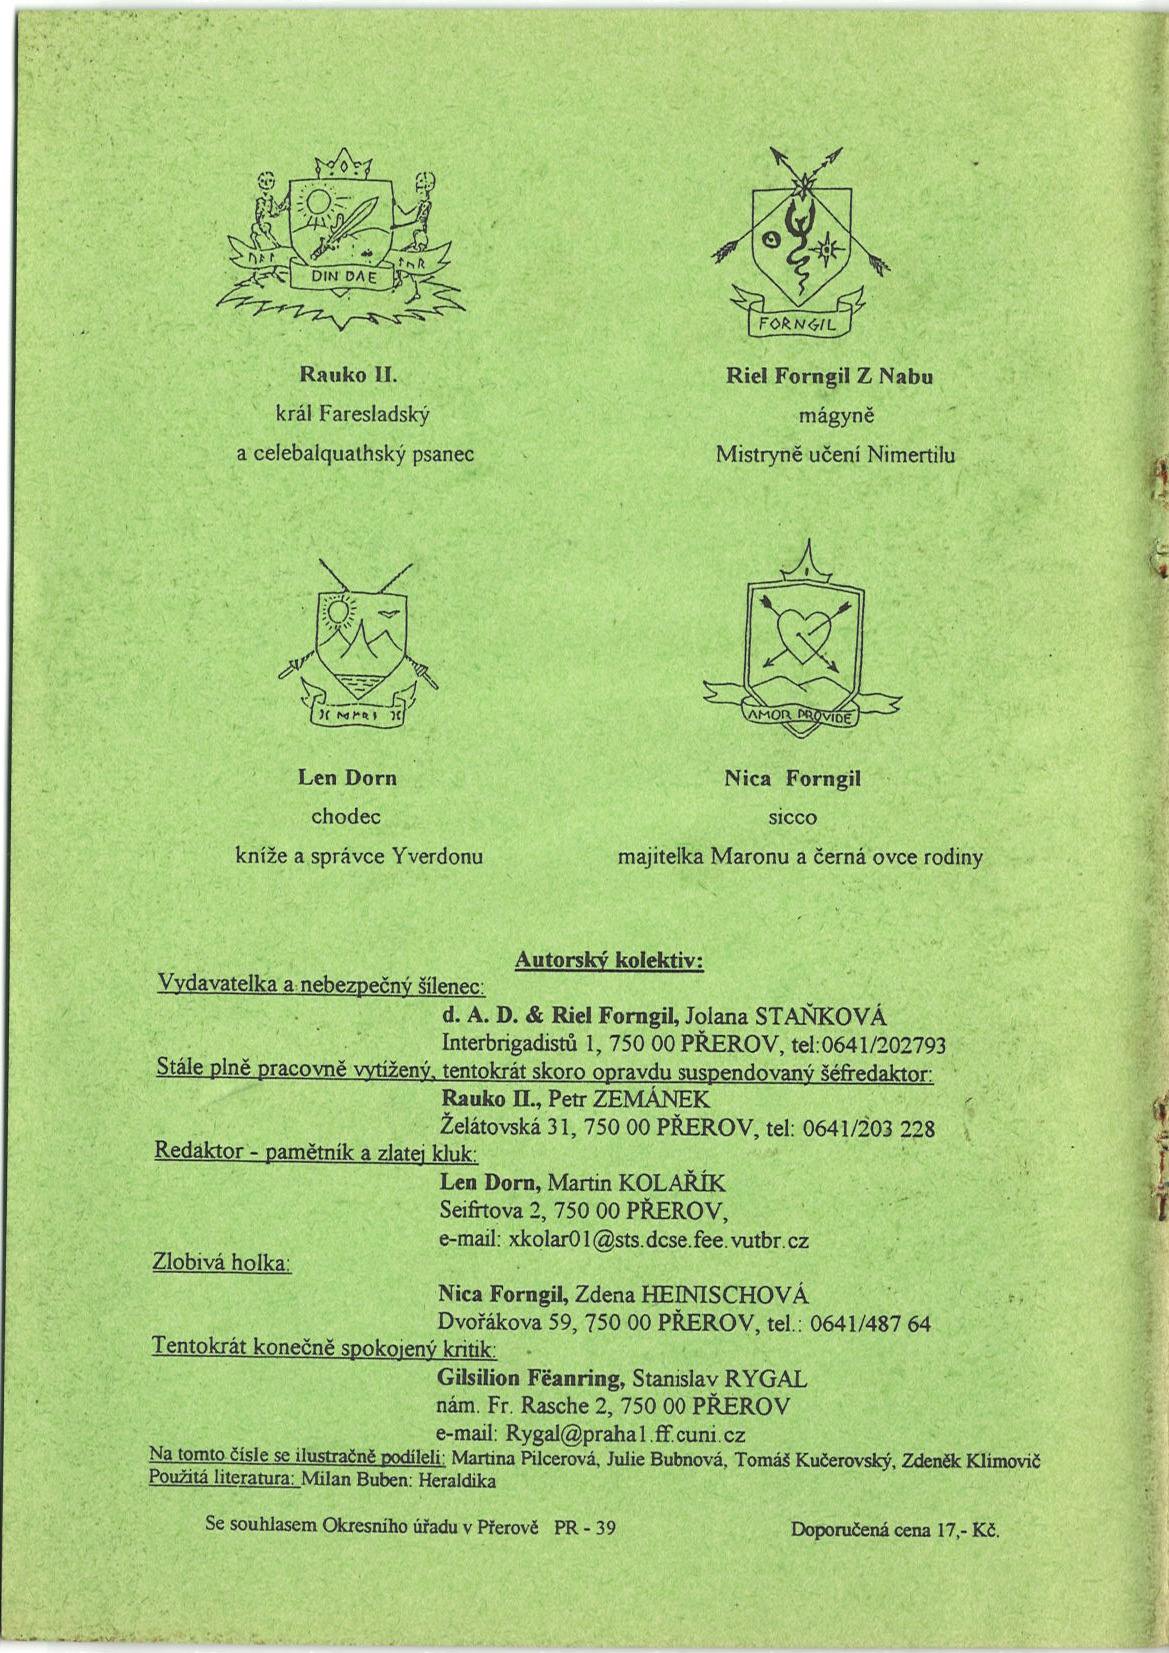 DIN DAE
FORNGIL
Rauko II.
král Faresladský
a celebalquathský psanec
Riel Forngil Z Nabu
mágyně
Mistryně učení Nimertilu
AMOR PROVIDE
Len Dorn
chodec
kníže a správce Yverdonu
Nica Forngil
sicco
majitelka Maronu a černá ovce rodiny
Autorský kolektiv:
Vydavatelka a nebezpečný šílenec:
d. A. D. & Riel Forngil, Jolana STAŇKOVÁ
Interbrigadistů 1, 750 00 PŘEROV, tel:0641/202793
Stále plně pracovně vytížený, tentokrát skoro opravdu suspendovaný šéfredaktor:
Rauko II., Petr ZEMÁNEK
Želátovská 31, 750 00 PŘEROV, tel: 0641/203 228
Redaktor - pamětník a zlatej kluk:
Len Dorn, Martin KOLAŘÍK
Seifrtova 2, 750 00 PŘEROV,
e-mail: xkolar01@sts.dcse.fee.vutbr.cz
Zlobivá holka:
Nica Forngil, Zdena HEINISCHOVÁ
Dvořákova 59, 750 00 PŘEROV, tel.: 0641/487 64
Tentokrát konečně spokojený kritik:
Gilsilion Fëanring, Stanislav RYGAL
nám. Fr. Rasche 2, 750 00 PŘEROV
e-mail: Rygal@praha1.ff.cuni.cz
Na tomto čísle se ilustračně podíleli: Martina Pilcerová, Julie Bubnová, Tomáš Kučerovský, Zdeněk Klimovič
Použitá literatura: Milan Buben: Heraldika
Se souhlasem Okresního úřadu v Přerově PR - 39
Doporučená cena 17,- Kč.